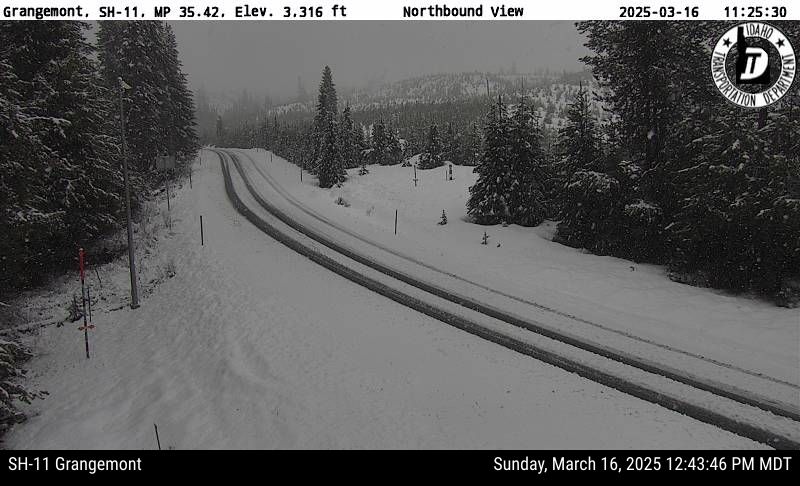 Grangemont, SH-11, MP 35.42, Elev. 3,316 ft Northbound View 2025-03-16 11:25:30
IDAHO
TRANSPORTATION DEPARTMENT
SH-11 Grangemont Sunday, March 16, 2025 12:43:46 PM MDT